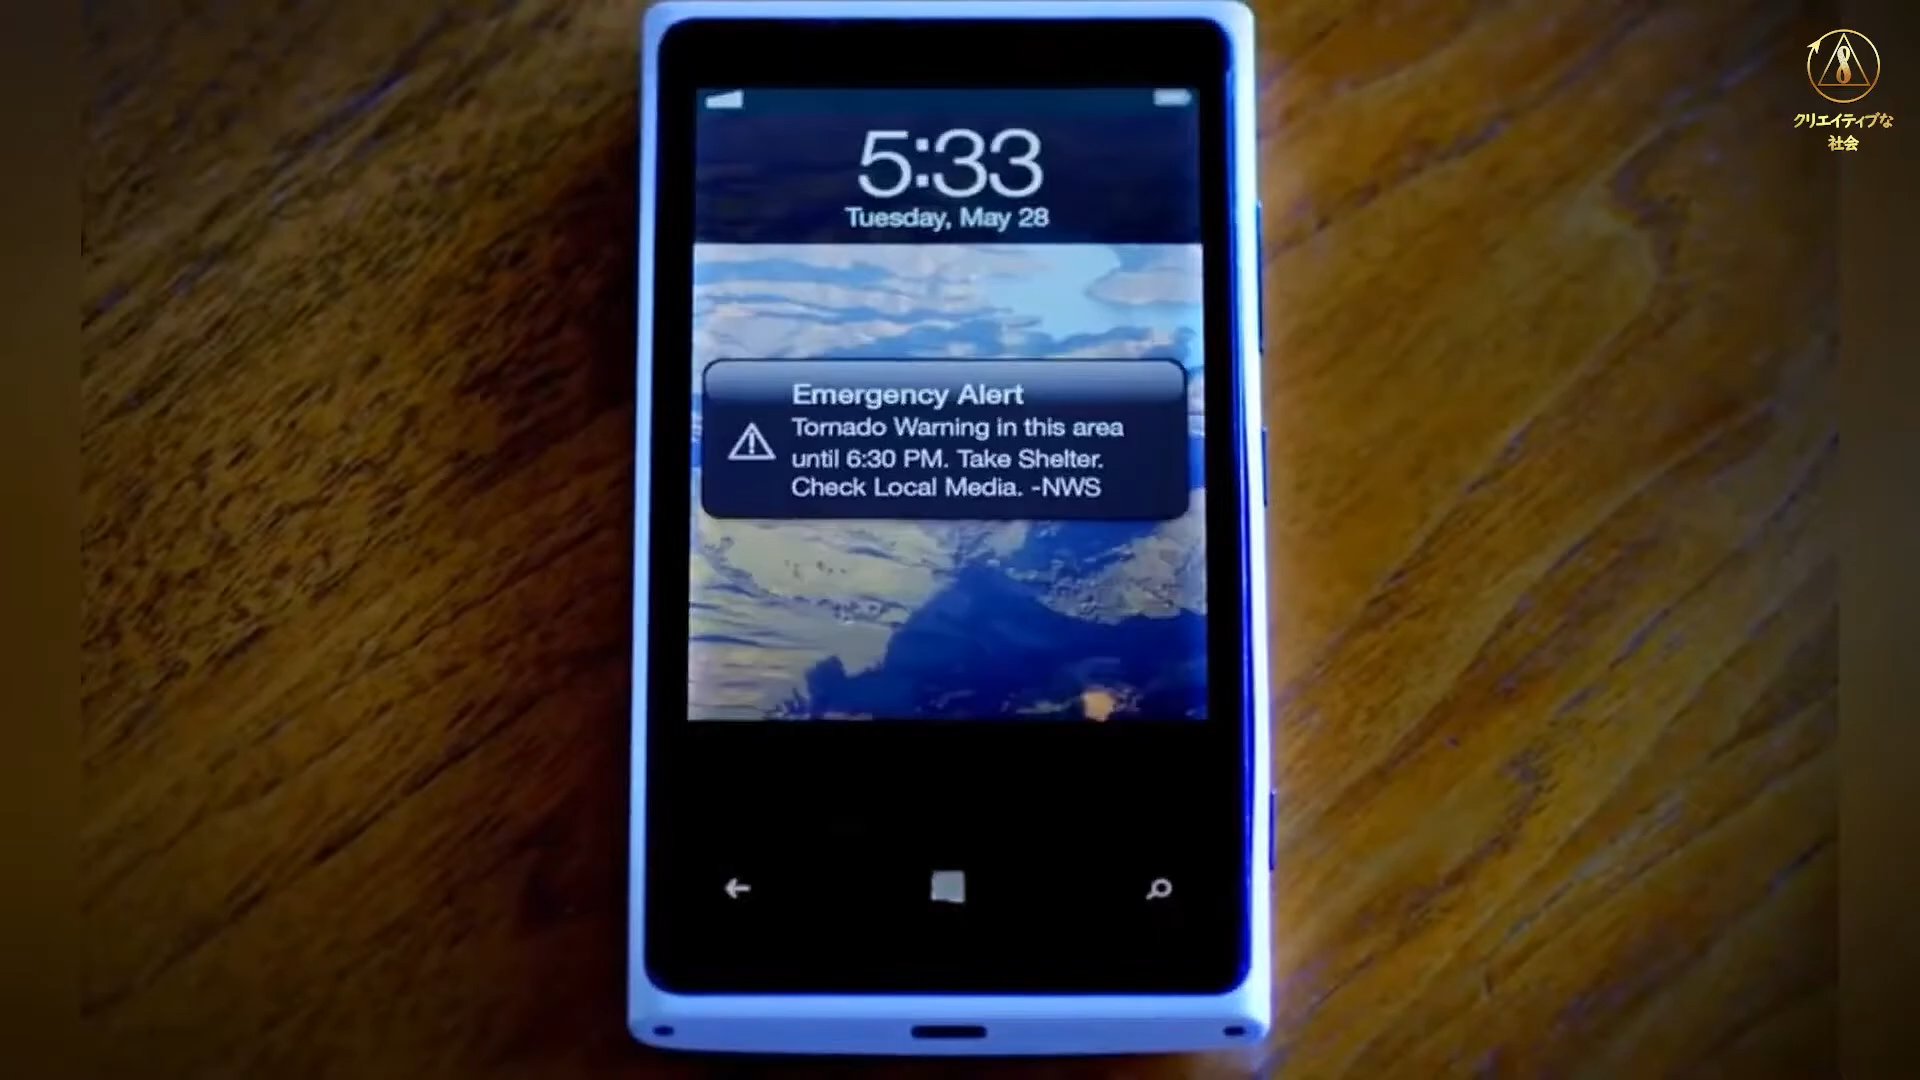 5:33
Tuesday, May 28
Emergency Alert
Tornado Warning in this area
until 6:30 PM. Take Shelter.
Check Local Media. -NWS
クリエイティブな
社会